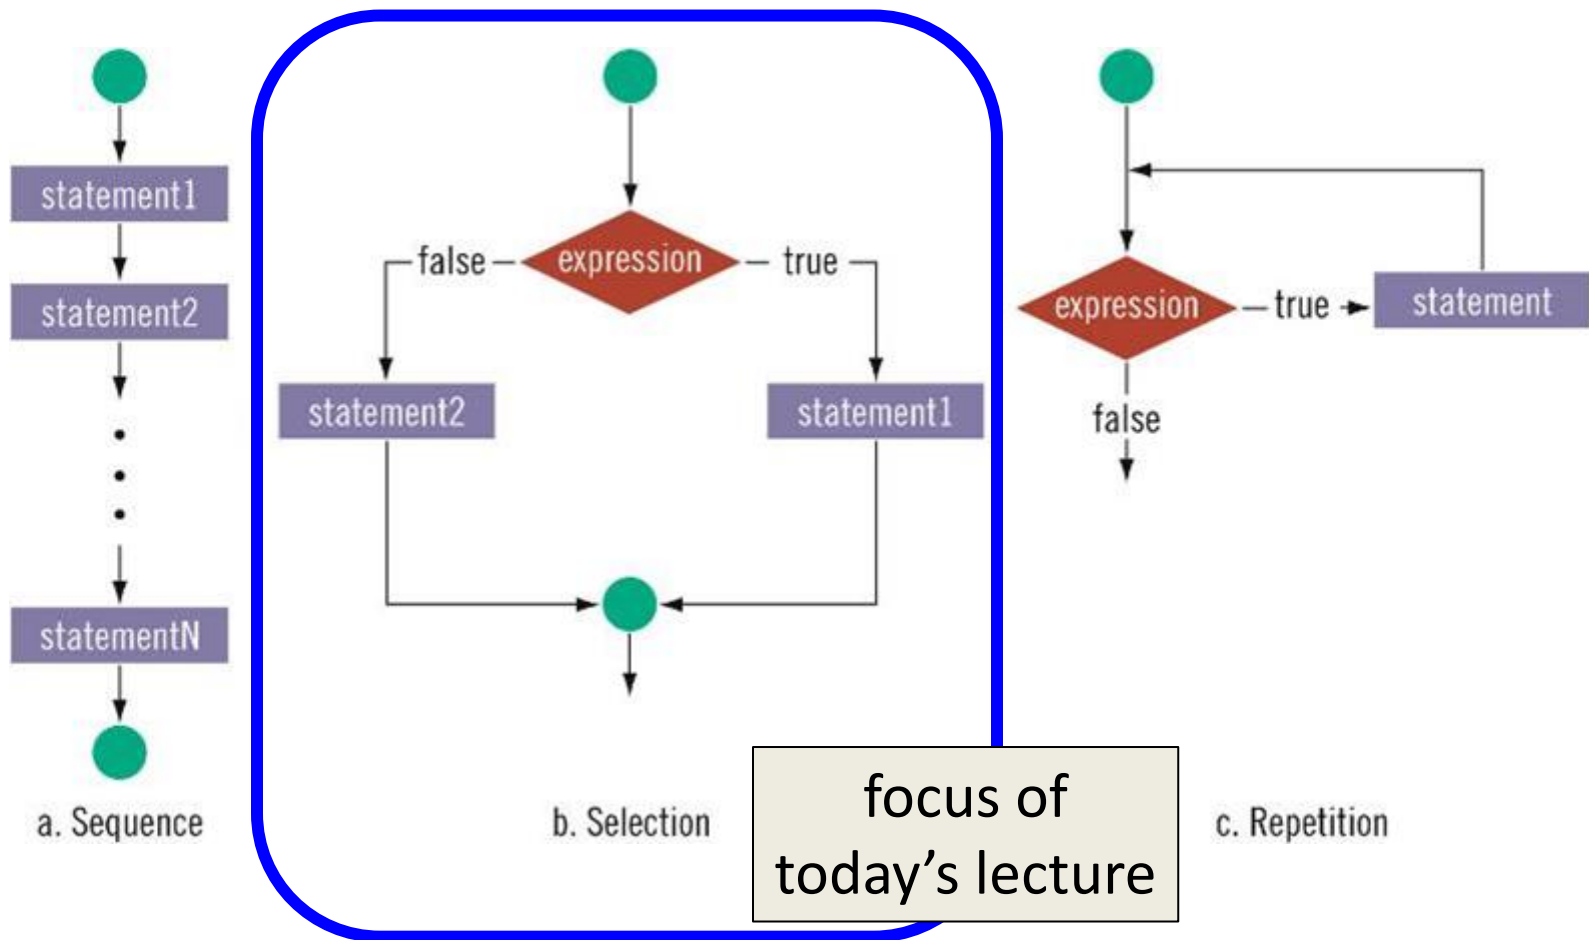 statement1
statement2
statementN
a. Sequence
expression
false
true
statement2
statement1
b. Selection
focus of
today’s lecture
expression
true
statement
false
c. Repetition